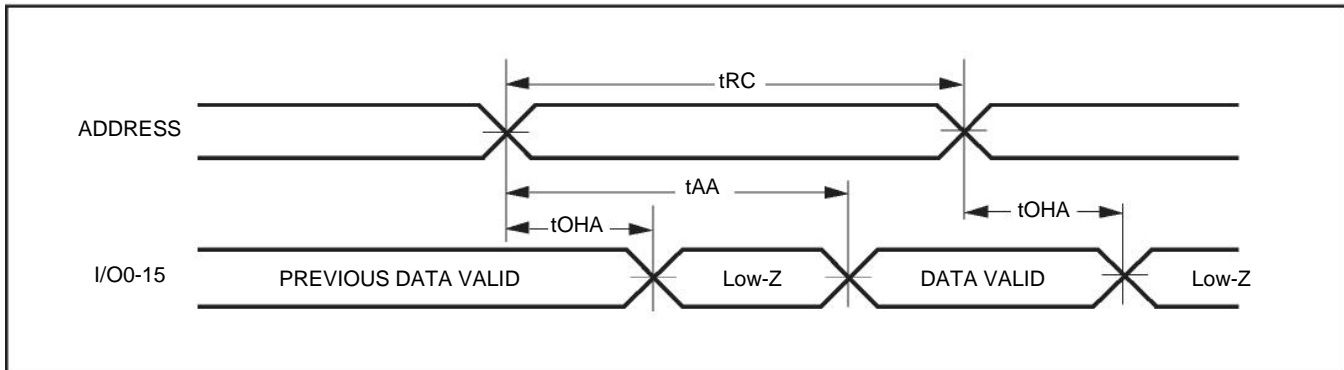 tRC
ADDRESS
tAA
tOHA
tOHA
I/O0-15
PREVIOUS DATA VALID
Low-Z
DATA VALID
Low-Z